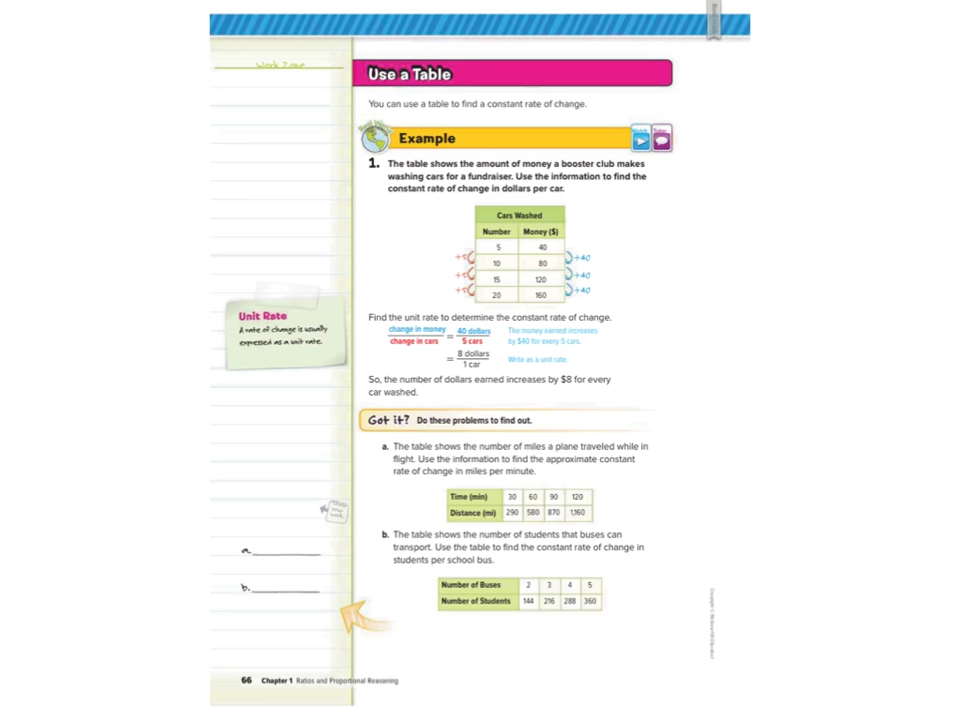 Work Zone
Use a Table
You can use a table to find a constant rate of change.
Real World
Example
Watch Tutor
1. The table shows the amount of money a booster club makes
washing cars for a fundraiser. Use the information to find the
constant rate of change in dollars per car.
Cars Washed
Number Money ($)
5 40
10 80
15 120
20 160
+5 +40
+5 +40
+5 +40
Unit Rate
A rate of change is usually
expressed as a unit rate.
Find the unit rate to determine the constant rate of change.
change in money / change in cars = 40 dollars / 5 cars
The money earned increases
by $40 for every 5 cars.
= 8 dollars / 1 car
Write as a unit rate.
So, the number of dollars earned increases by $8 for every
car washed.
Got it? Do these problems to find out.
a. The table shows the number of miles a plane traveled while in
flight. Use the information to find the approximate constant
rate of change in miles per minute.
Time (min) 30 60 90 120
Distance (mi) 290 580 870 1,160
b. The table shows the number of students that buses can
transport. Use the table to find the constant rate of change in
students per school bus.
Number of Buses 2 3 4 5
Number of Students 144 216 288 360
a.
b.
66 Chapter 1 Ratios and Proportional Reasoning
Copyright © McGraw-Hill Education